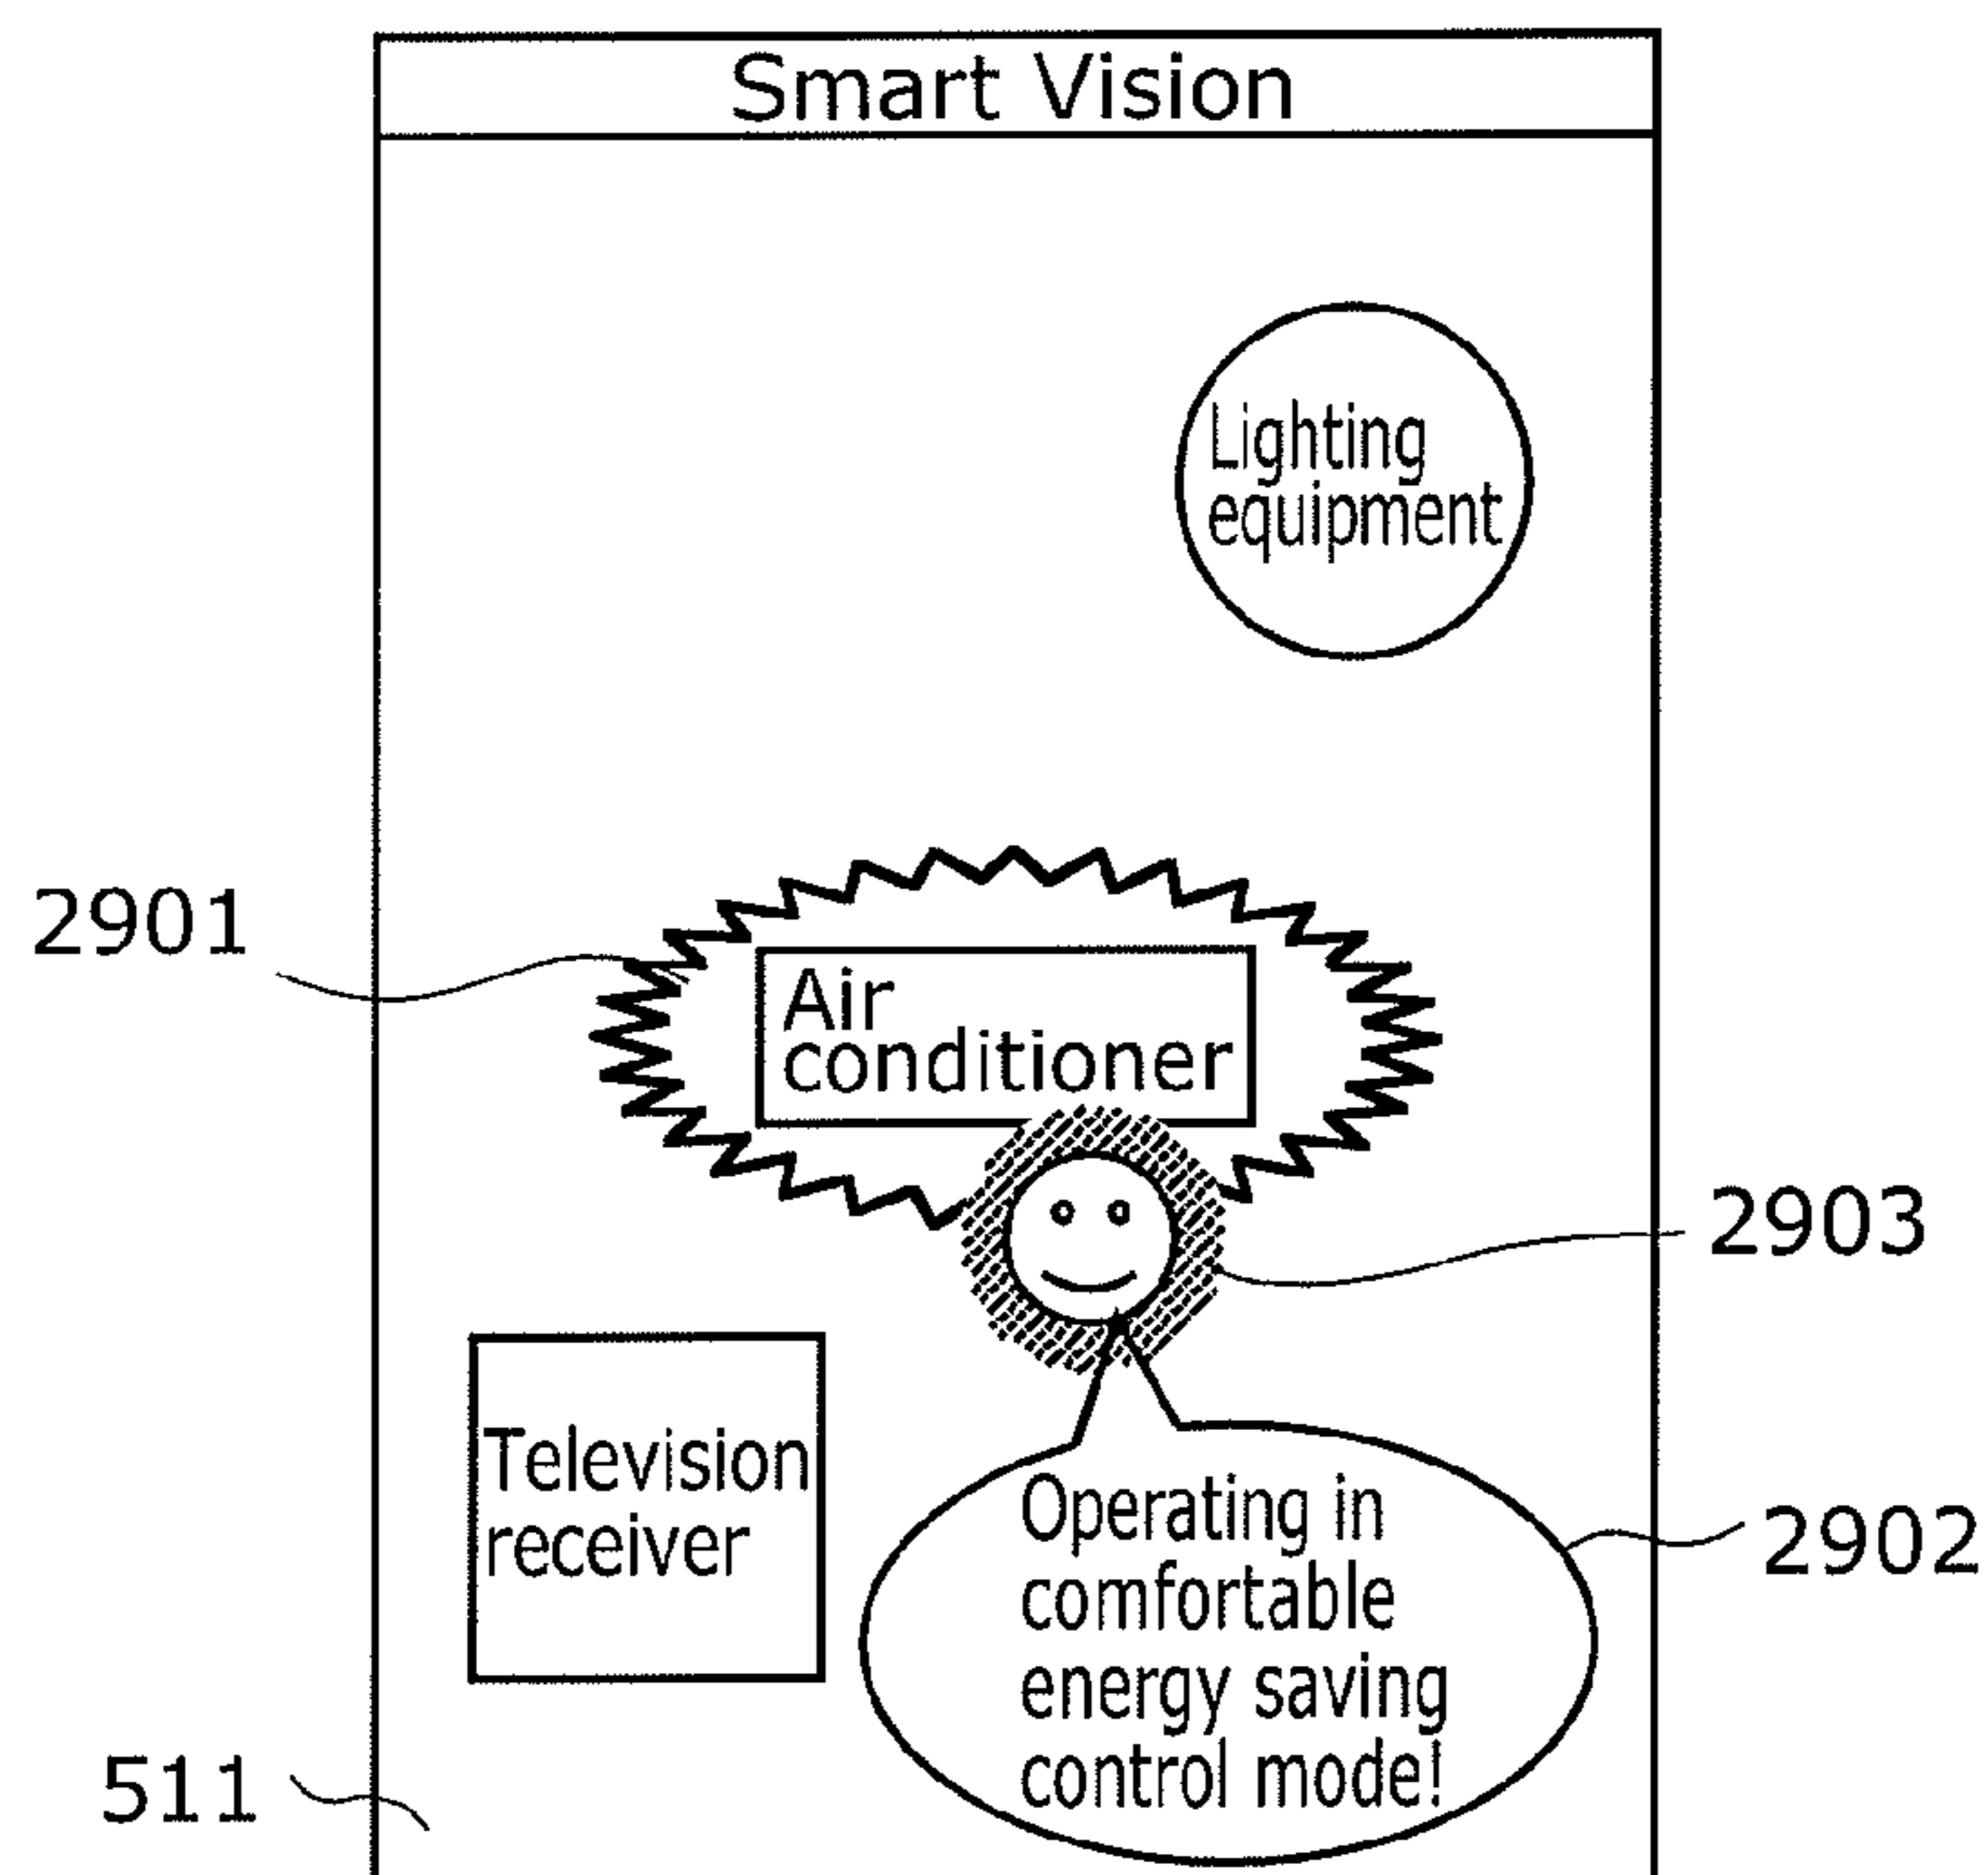 Smart Vision
Lighting
equipment
2901
Air
conditioner
2903
Television
receiver
Operating in
comfortable
energy saving
control mode!
2902
511